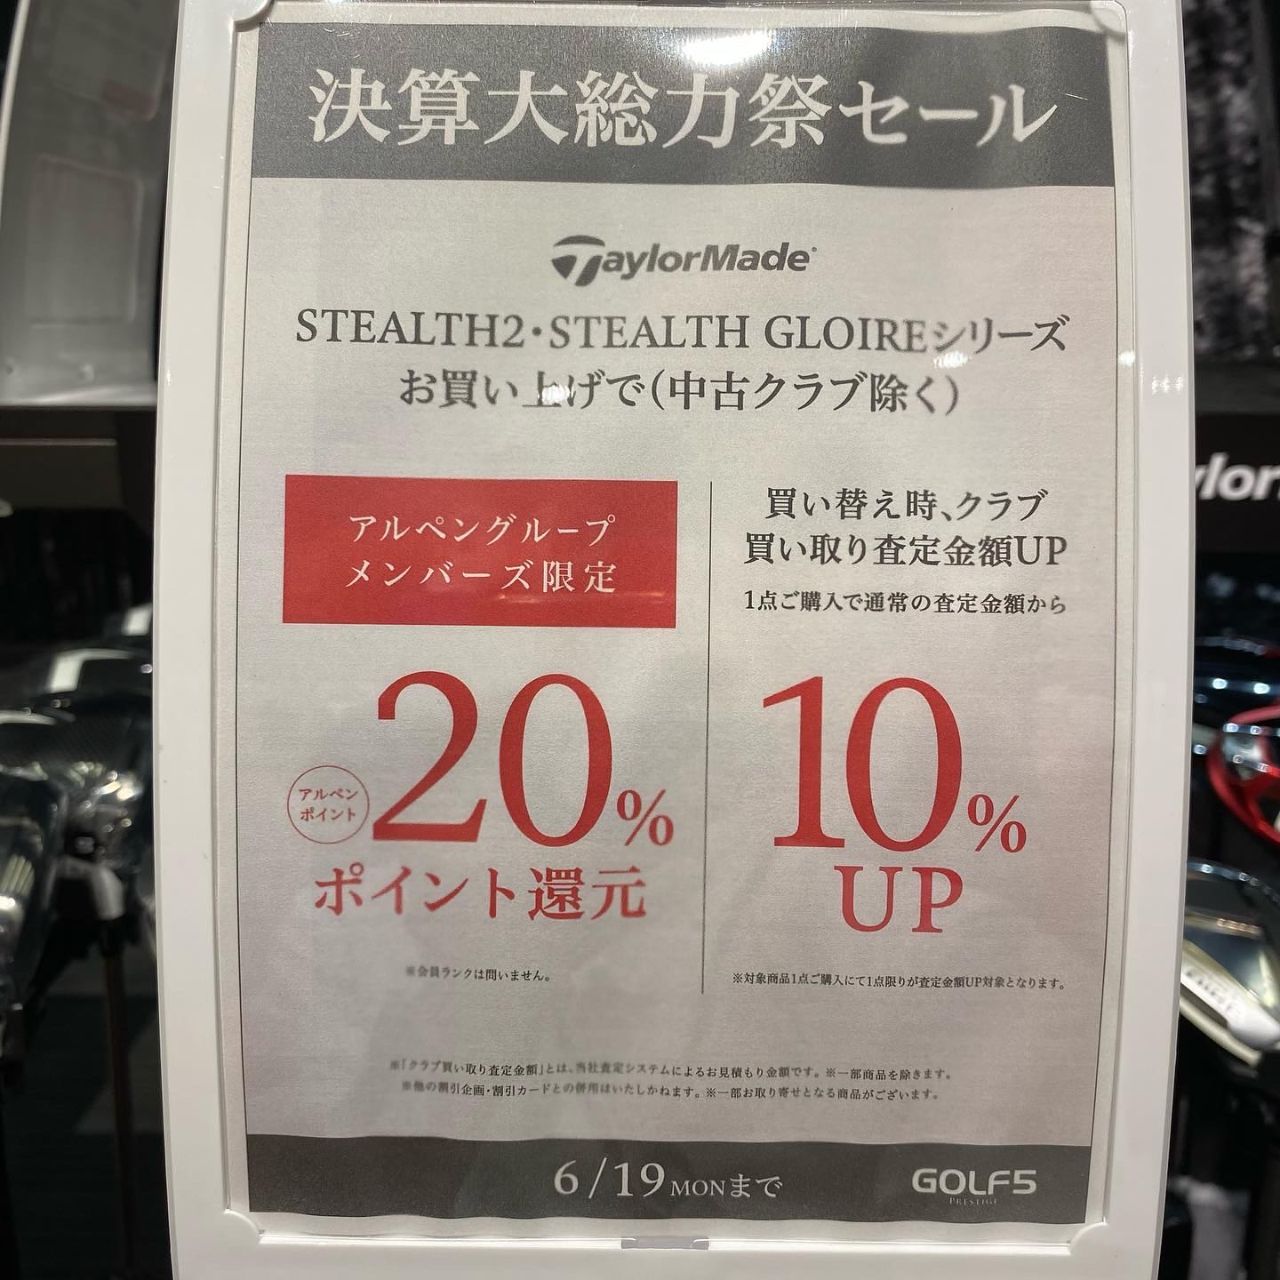 決算大総力祭セール
TaylorMade
STEALTH2・STEALTH GLOIREシリーズ
お買い上げで(中古クラブ除く)
アルペングループ
メンバーズ限定
アルペン
ポイント
20%
ポイント還元
※会員ランクは問いません。
買い替え時、クラブ
買い取り査定金額UP
1点ご購入で通常の査定金額から
10%
UP
※対象商品1点ご購入にて1点限りが査定金額UP対象となります。
※「クラブ買い取り査定金額」とは、当社査定システムによるお見積もり金額です。※一部商品を除きます。
※他の割引企画・割引カードとの併用はいたしかねます。※一部お取り寄せとなる商品がございます。
6/19MONまで
GOLF5
PRESTIGE
ylor